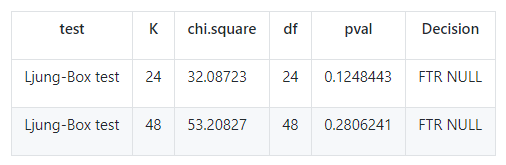 test K chi.square df pval Decision
Ljung-Box test 24 32.08723 24 0.1248443 FTR NULL
Ljung-Box test 48 53.20827 48 0.2806241 FTR NULL